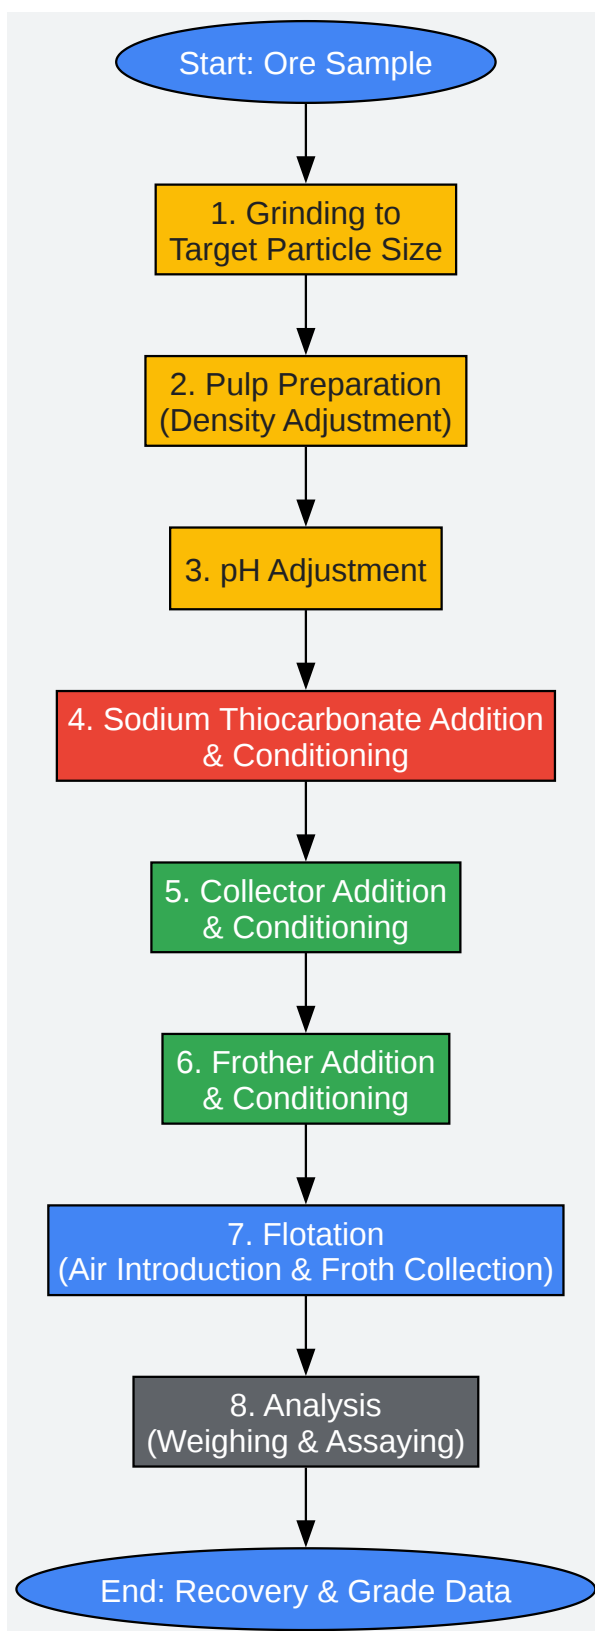 Start: Ore Sample
1. Grinding to
Target Particle Size
2. Pulp Preparation
(Density Adjustment)
3. pH Adjustment
4. Sodium Thiocarbonate Addition
& Conditioning
5. Collector Addition
& Conditioning
6. Frother Addition
& Conditioning
7. Flotation
(Air Introduction & Froth Collection)
8. Analysis
(Weighing & Assaying)
End: Recovery & Grade Data